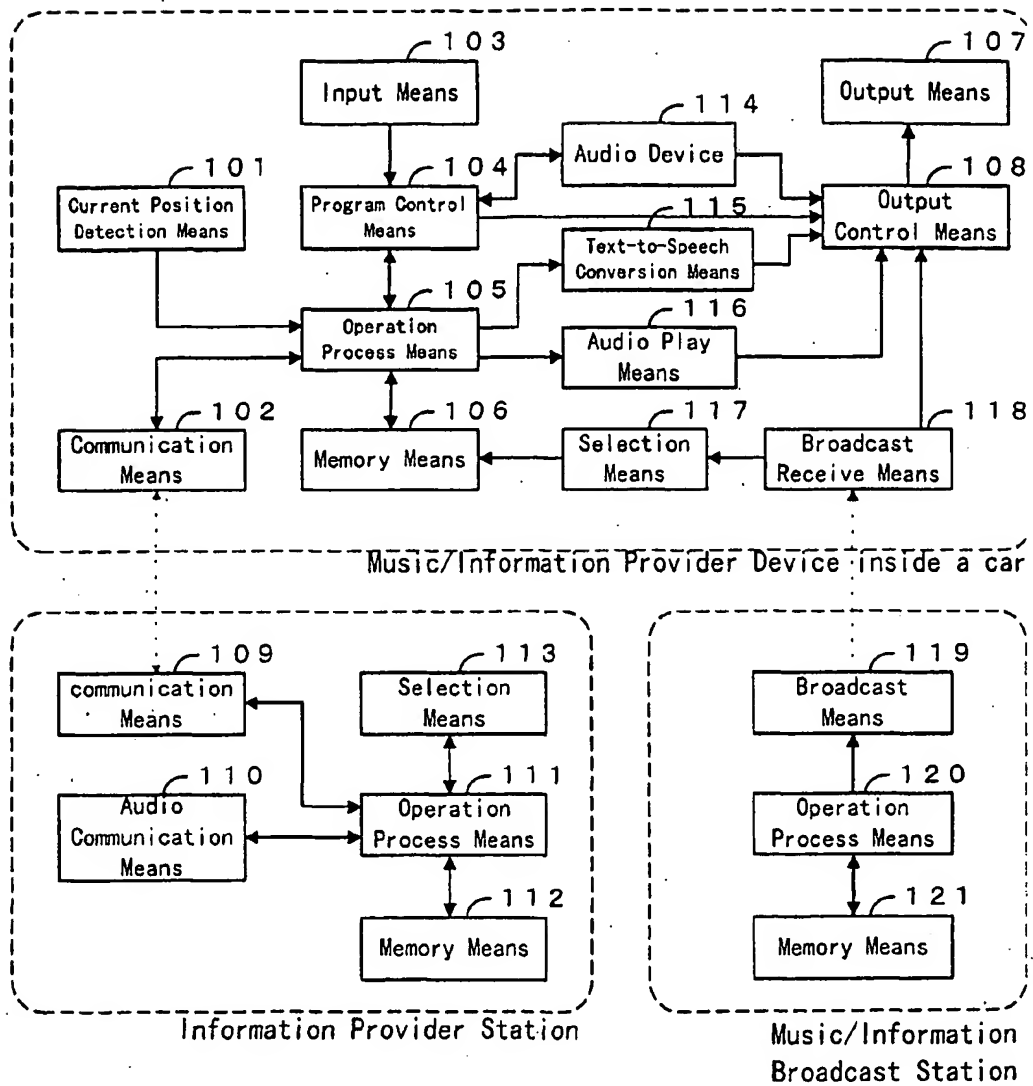 103
Input Means
107
Output Means
114
Audio Device
101
Current Position
Detection Means
104
Program Control
Means
108
Output
Control Means
115
Text-to-Speech
Conversion Means
105
Operation
Process Means
116
Audio Play
Means
102
Communication
Means
106
Memory Means
117
Selection
Means
118
Broadcast
Receive Means
Music/Information Provider Device inside a car
109
communication
Means
113
Selection
Means
110
Audio
Communication
Means
111
Operation
Process Means
112
Memory Means
Information Provider Station
119
Broadcast
Means
120
Operation
Process Means
121
Memory Means
Music/Information
Broadcast Station